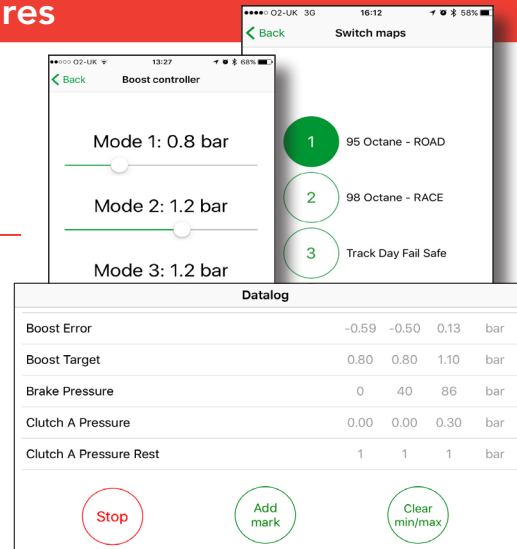 res
●●●●○ O2-UK 3G 16:12 58%
Back Switch maps
●●○○○ O2-UK 13:27 68%
Back Boost controller
Mode 1: 0.8 bar
Mode 2: 1.2 bar
Mode 3: 1.2 bar
1 95 Octane - ROAD
2 98 Octane - RACE
3 Track Day Fail Safe
Datalog
Boost Error -0.59 -0.50 0.13 bar
Boost Target 0.80 0.80 1.10 bar
Brake Pressure 0 40 86 bar
Clutch A Pressure 0.00 0.00 0.30 bar
Clutch A Pressure Rest 1 1 1 bar
Stop
Add
mark
Clear
min/max